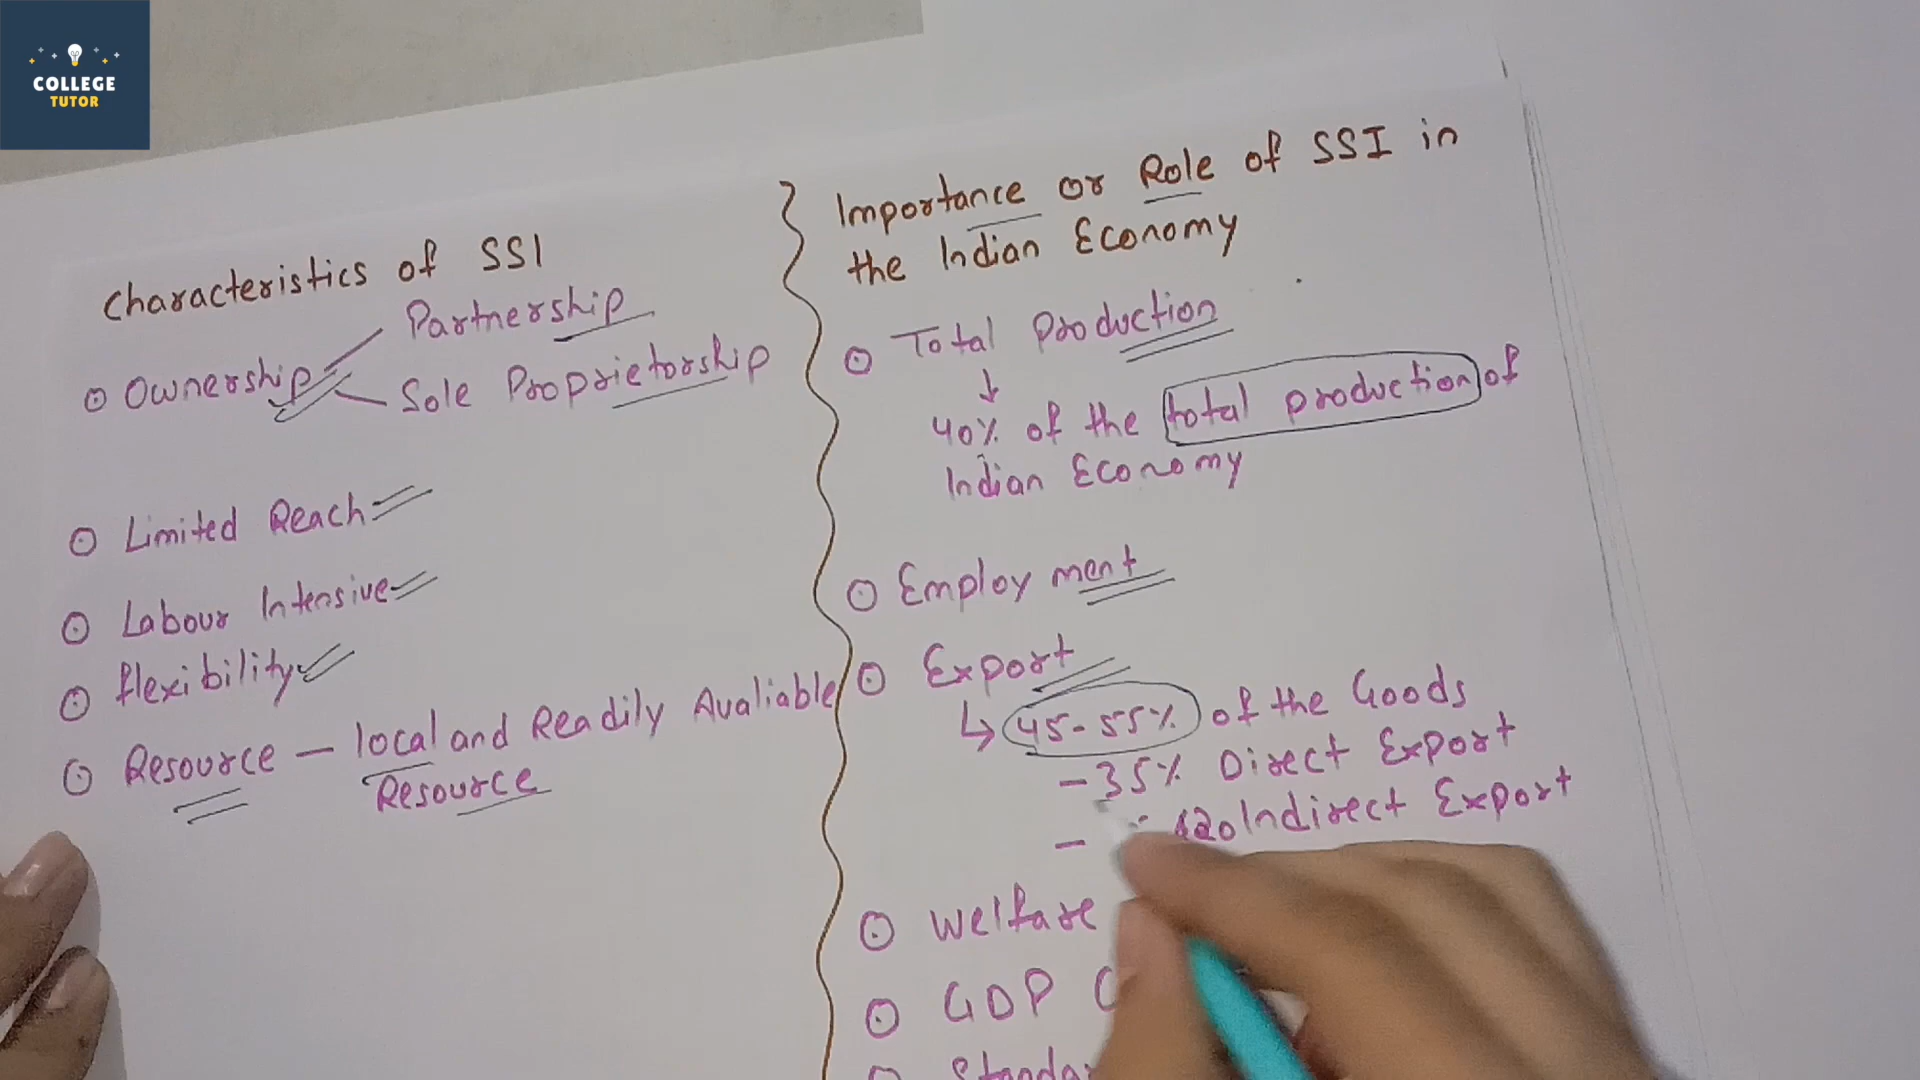 COLLEGE
TUTOR
Characteristics of SSI
Ownership
Partnership
Sole Proprietorship
Limited Reach
Labour Intensive
flexibility
Resource - local and Readily Avaliable
Resource
Importance or Role of SSI in
the Indian Economy
Total Production
40% of the total production of
Indian Economy
Employment
Export
45-55% of the Goods
- 35% Direct Export
- Indirect Export
Welfare
GDP